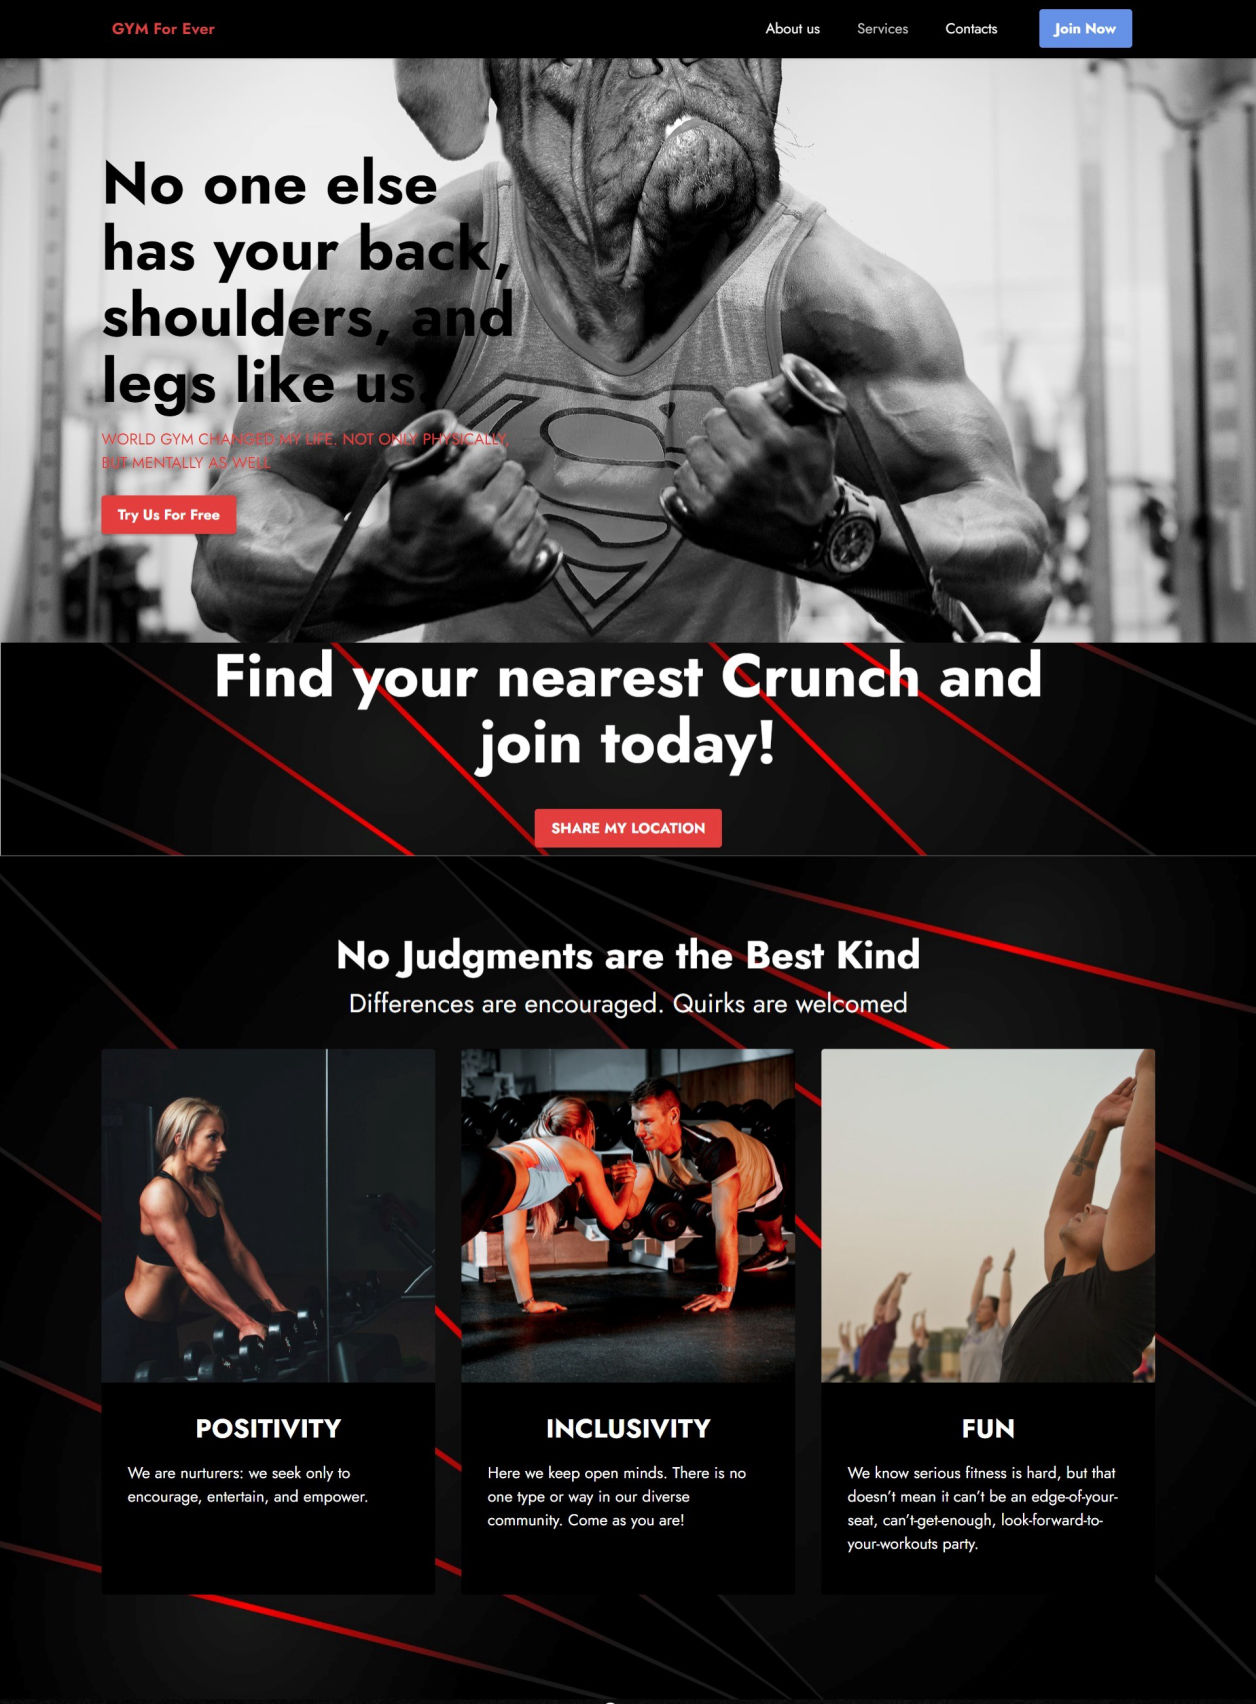 GYM For Ever
About us
Services
Contacts
Join Now
No one else
has your back,
shoulders, and
legs like us.
WORLD GYM CHANGED MY LIFE. NOT ONLY PHYSICALLY,
BUT MENTALLY AS WELL
Try Us For Free
Find your nearest Crunch and
join today!
SHARE MY LOCATION
No Judgments are the Best Kind
Differences are encouraged. Quirks are welcomed
POSITIVITY
We are nurturers: we seek only to
encourage, entertain, and empower.
INCLUSIVITY
Here we keep open minds. There is no
one type or way in our diverse
community. Come as you are!
FUN
We know serious fitness is hard, but that
doesn’t mean it can’t be an edge-of-your-
seat, can’t-get-enough, look-forward-to-
your-workouts party.